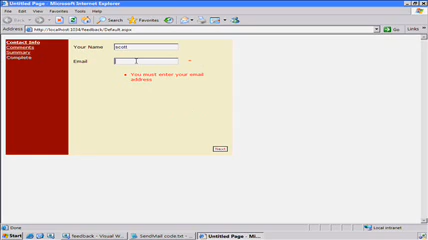 Untitled Page - Microsoft Internet Explorer
File Edit View Favorites Tools Help
Search Favorites
Address http://localhost:1034/feedback/Default.aspx Go Links
Contact Info
Comments
Summary
Complete
Your Name scott
Email *
• You must enter your email
address
Next
Done Local intranet
Start feedback - Visual W... SendMail code.txt - ... Untitled Page - Mi...